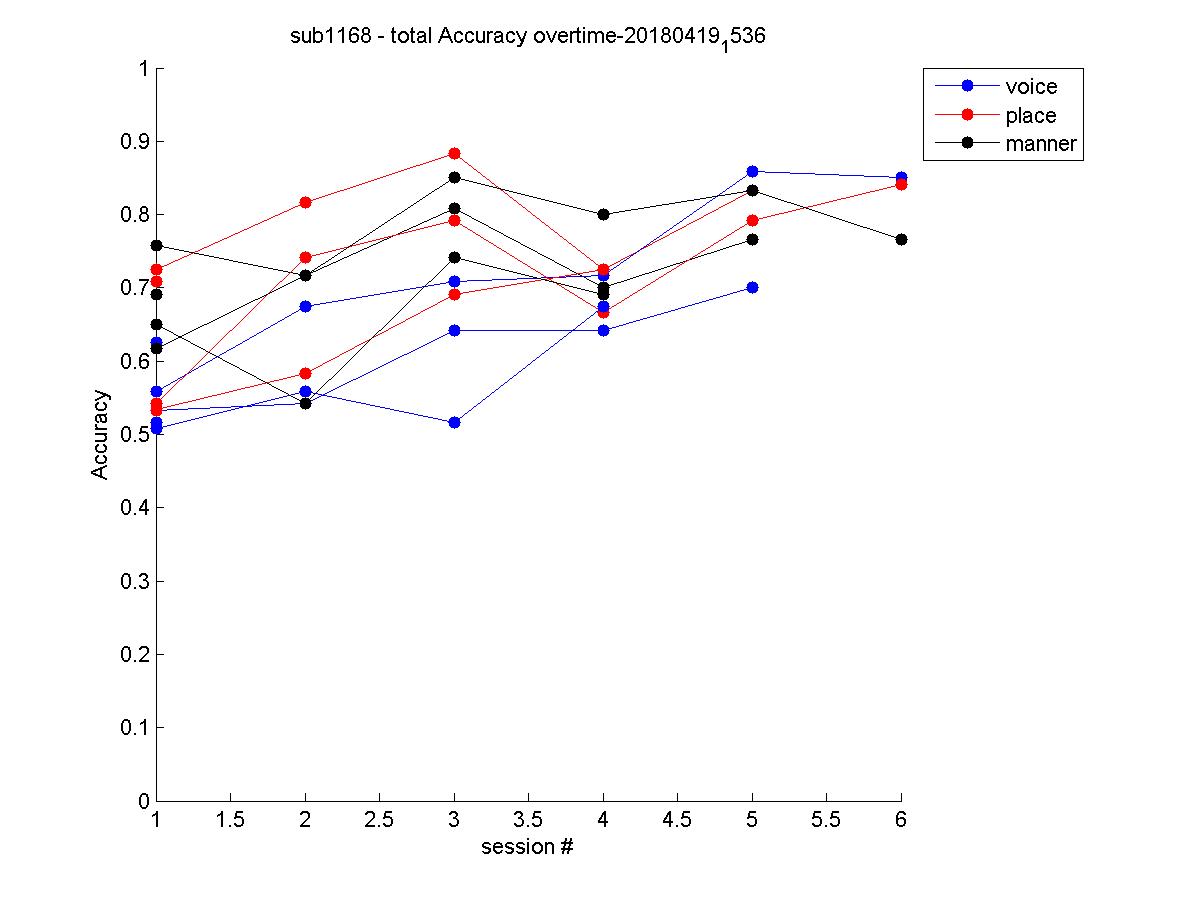 sub1168 - total Accuracy overtime-20180419₁536
voice
place
manner
Accuracy
1
0.9
0.8
0.7
0.6
0.5
0.4
0.3
0.2
0.1
0
1 1.5 2 2.5 3 3.5 4 4.5 5 5.5 6
session #